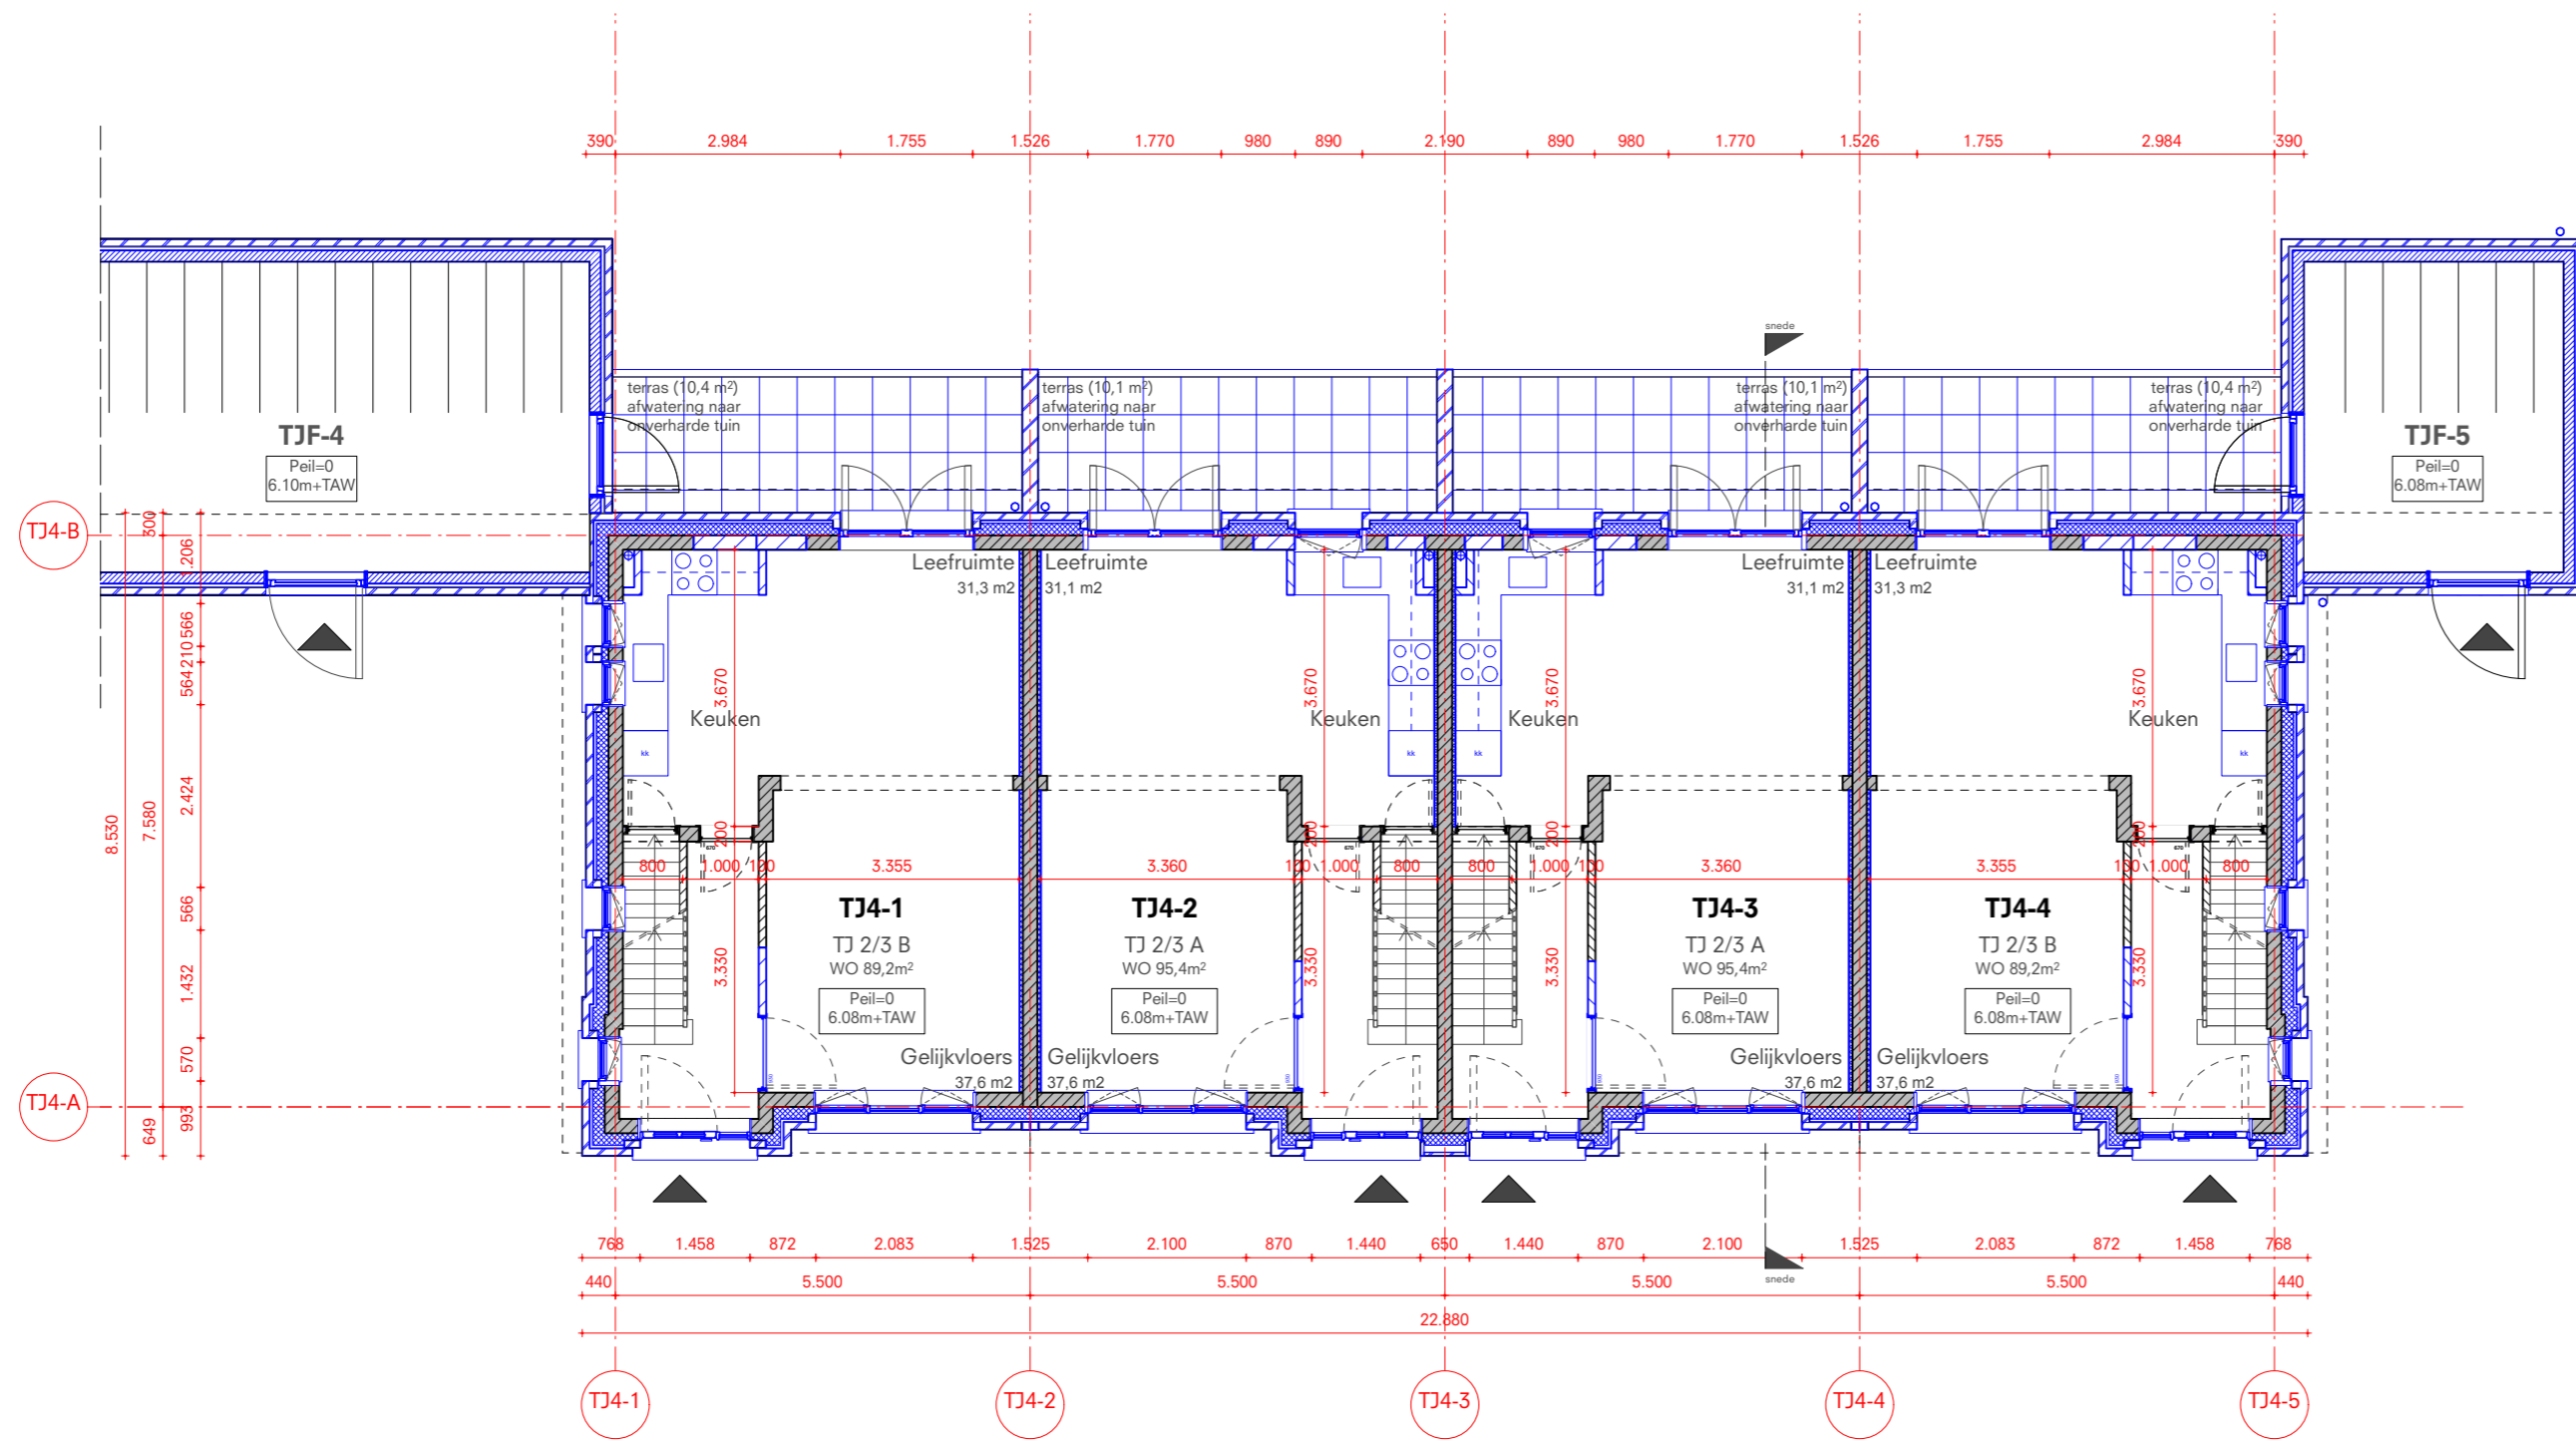 390 2.984 1.755 1.526 1.770 980 890 2.190 890 980 1.770 1.526 1.755 2.984 390
snede
terras (10,4 m²)
afwatering naar
onverharde tuin
terras (10,1 m²)
afwatering naar
onverharde tuin
terras (10,1 m²)
afwatering naar
onverharde tuin
terras (10,4 m²)
afwatering naar
onverharde tuin
TJF-4
Peil=0
6.10m+TAW
TJF-5
Peil=0
6.08m+TAW
TJ4-B
300
1.206
566
210
564
2.424
566
1.432
570
993
7.580
649
8.530
Leefruimte
31,3 m2
Leefruimte
31,1 m2
Leefruimte
31,1 m2
Leefruimte
31,3 m2
3.670 3.670 3.670 3.670
Keuken Keuken Keuken Keuken
kk kk kk kk
200 200 200 200
800 1.000 100 3.355 3.360 100 1.000 800 800 1.000 100 3.360 3.355 100 1.000 800
3.330 3.330 3.330 3.330
TJ4-1
TJ 2/3 B
WO 89,2m²
Peil=0
6.08m+TAW
TJ4-2
TJ 2/3 A
WO 95,4m²
Peil=0
6.08m+TAW
TJ4-3
TJ 2/3 A
WO 95,4m²
Peil=0
6.08m+TAW
TJ4-4
TJ 2/3 B
WO 89,2m²
Peil=0
6.08m+TAW
Gelijkvloers
37,6 m2
Gelijkvloers
37,6 m2
Gelijkvloers
37,6 m2
Gelijkvloers
37,6 m2
TJ4-A
768 1.458 872 2.083 1.525 2.100 870 1.440 650 1.440 870 2.100 1.525 2.083 872 1.458 768
snede
440 5.500 5.500 5.500 5.500 440
22.880
TJ4-1 TJ4-2 TJ4-3 TJ4-4 TJ4-5